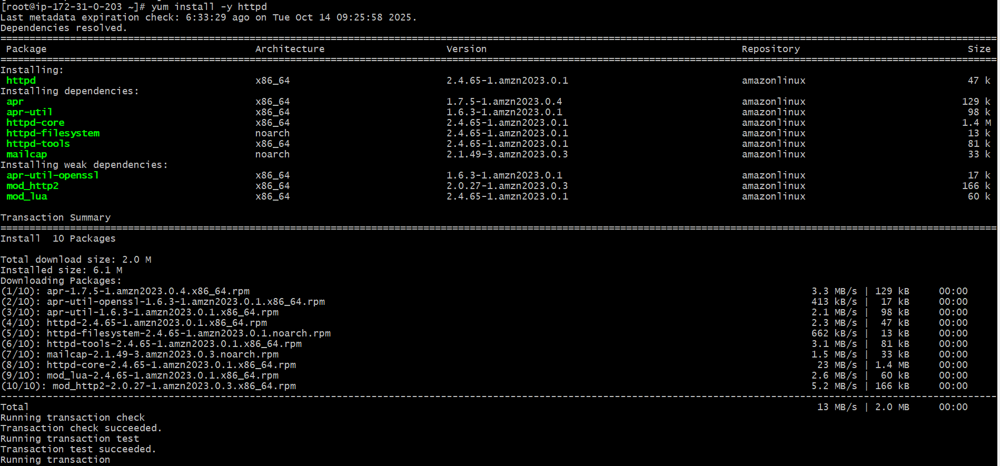 [root@ip-172-31-0-203 ~]# yum install -y httpd
Last metadata expiration check: 6:33:29 ago on Tue Oct 14 09:25:58 2025.
Dependencies resolved.
================================================================================
Package Architecture Version Repository Size
================================================================================
Installing:
httpd x86_64 2.4.65-1.amzn2023.0.1 amazonlinux 47 k
Installing dependencies:
apr x86_64 1.7.5-1.amzn2023.0.4 amazonlinux 129 k
apr-util x86_64 1.6.3-1.amzn2023.0.1 amazonlinux 98 k
httpd-core x86_64 2.4.65-1.amzn2023.0.1 amazonlinux 1.4 M
httpd-filesystem noarch 2.4.65-1.amzn2023.0.1 amazonlinux 13 k
httpd-tools x86_64 2.4.65-1.amzn2023.0.1 amazonlinux 81 k
mailcap noarch 2.1.49-3.amzn2023.0.3 amazonlinux 33 k
Installing weak dependencies:
apr-util-openssl x86_64 1.6.3-1.amzn2023.0.1 amazonlinux 17 k
mod_http2 x86_64 2.0.27-1.amzn2023.0.3 amazonlinux 166 k
mod_lua x86_64 2.4.65-1.amzn2023.0.1 amazonlinux 60 k
Transaction Summary
================================================================================
Install 10 Packages
Total download size: 2.0 M
Installed size: 6.1 M
Downloading Packages:
(1/10): apr-1.7.5-1.amzn2023.0.4.x86_64.rpm 3.3 MB/s | 129 kB 00:00
(2/10): apr-util-openssl-1.6.3-1.amzn2023.0.1.x86_64.rpm 413 kB/s | 17 kB 00:00
(3/10): apr-util-1.6.3-1.amzn2023.0.1.x86_64.rpm 2.1 MB/s | 98 kB 00:00
(4/10): httpd-2.4.65-1.amzn2023.0.1.x86_64.rpm 2.3 MB/s | 47 kB 00:00
(5/10): httpd-filesystem-2.4.65-1.amzn2023.0.1.noarch.rpm 662 kB/s | 13 kB 00:00
(6/10): httpd-tools-2.4.65-1.amzn2023.0.1.x86_64.rpm 3.1 MB/s | 81 kB 00:00
(7/10): mailcap-2.1.49-3.amzn2023.0.3.noarch.rpm 1.5 MB/s | 33 kB 00:00
(8/10): httpd-core-2.4.65-1.amzn2023.0.1.x86_64.rpm 23 MB/s | 1.4 MB 00:00
(9/10): mod_lua-2.4.65-1.amzn2023.0.1.x86_64.rpm 2.6 MB/s | 60 kB 00:00
(10/10): mod_http2-2.0.27-1.amzn2023.0.3.x86_64.rpm 5.2 MB/s | 166 kB 00:00
--------------------------------------------------------------------------------
Total 13 MB/s | 2.0 MB 00:00
Running transaction check
Transaction check succeeded.
Running transaction test
Transaction test succeeded.
Running transaction